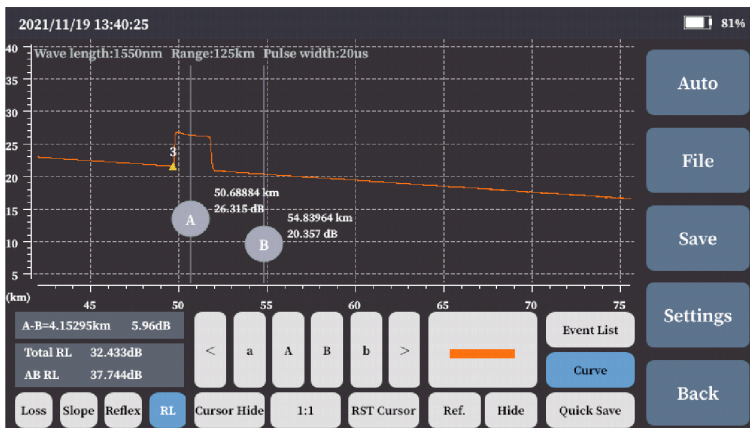 2021/11/19 13:40:25
81%
Wave length:1550nm Range:125km Pulse width:20us
40
35
30
25
20
15
10
5
(km)
3
50.68884 km
26.315 dB
A
54.83964 km
20.357 dB
B
45 50 55 60 65 70 75
A-B=4.15295km 5.96dB
Total RL 32.433dB
AB RL 37.744dB
< a A B b >
Event List
Curve
Loss Slope Reflex RL Cursor Hide 1:1 RST Cursor Ref. Hide Quick Save
Auto
File
Save
Settings
Back